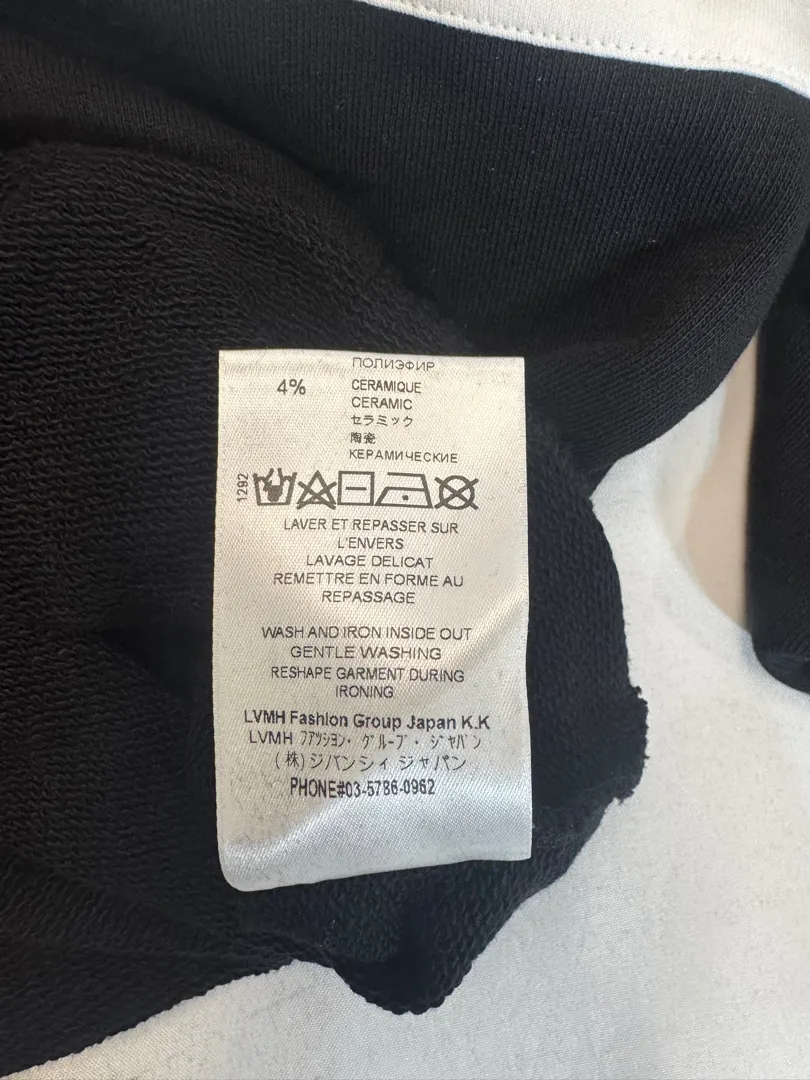 ПОЛИЭФИР
4% CERAMIQUE
CERAMIC
セラミック
陶瓷
КЕРАМИЧЕСКИЕ
1292
LAVER ET REPASSER SUR
L'ENVERS
LAVAGE DELICAT
REMETTRE EN FORME AU
REPASSAGE
WASH AND IRON INSIDE OUT
GENTLE WASHING
RESHAPE GARMENT DURING
IRONING
LVMH Fashion Group Japan K.K
LVMH ファッション・ グループ・ ジャパン
(株)ジバンシィ ジャパン
PHONE#03-5786-0962